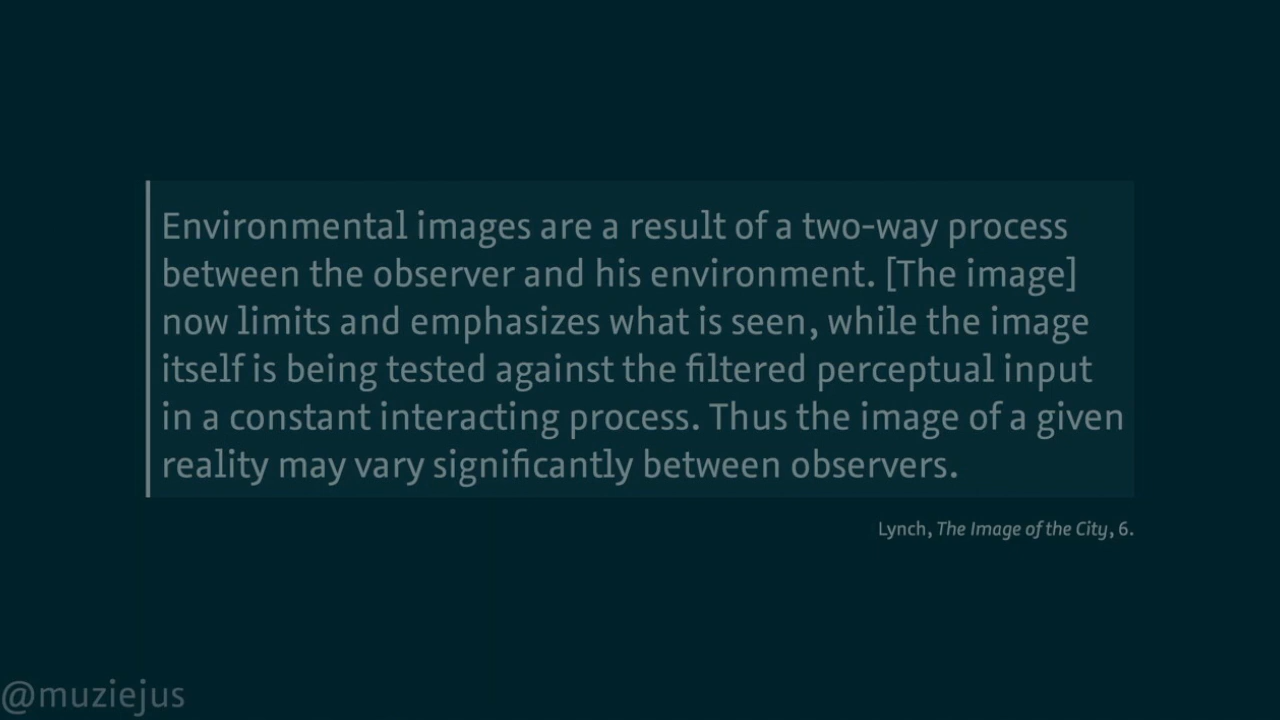 Environmental images are a result of a two-way process
between the observer and his environment. [The image]
now limits and emphasizes what is seen, while the image
itself is being tested against the filtered perceptual input
in a constant interacting process. Thus the image of a given
reality may vary significantly between observers.
Lynch, The Image of the City, 6.
@muziejus